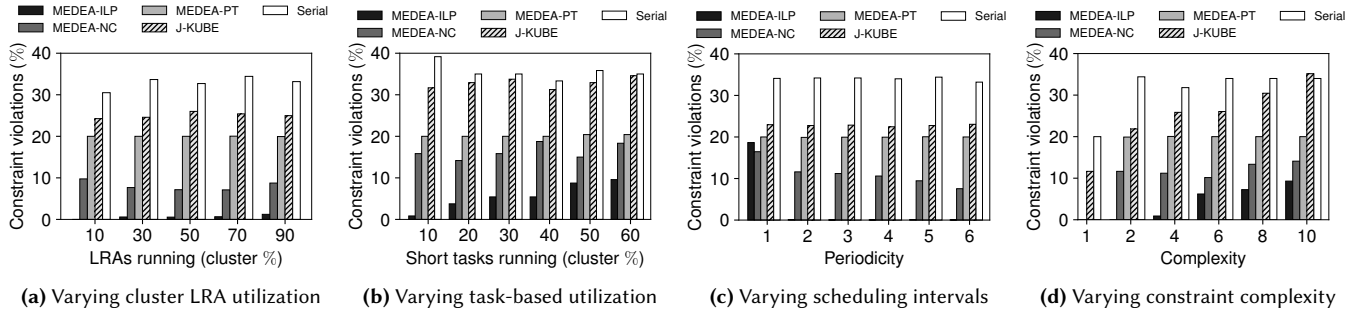 MEDEA-ILP MEDEA-PT Serial
MEDEA-NC J-KUBE
Constraint violations (%)
40
30
20
10
0
10 30 50 70 90
LRAs running (cluster %)
(a) Varying cluster LRA utilization
MEDEA-ILP MEDEA-PT Serial
MEDEA-NC J-KUBE
Constraint violations (%)
40
30
20
10
0
10 20 30 40 50 60
Short tasks running (cluster %)
(b) Varying task-based utilization
MEDEA-ILP MEDEA-PT Serial
MEDEA-NC J-KUBE
Constraint violations (%)
40
30
20
10
0
1 2 3 4 5 6
Periodicity
(c) Varying scheduling intervals
MEDEA-ILP MEDEA-PT Serial
MEDEA-NC J-KUBE
Constraint violations (%)
40
30
20
10
0
1 2 4 6 8 10
Complexity
(d) Varying constraint complexity